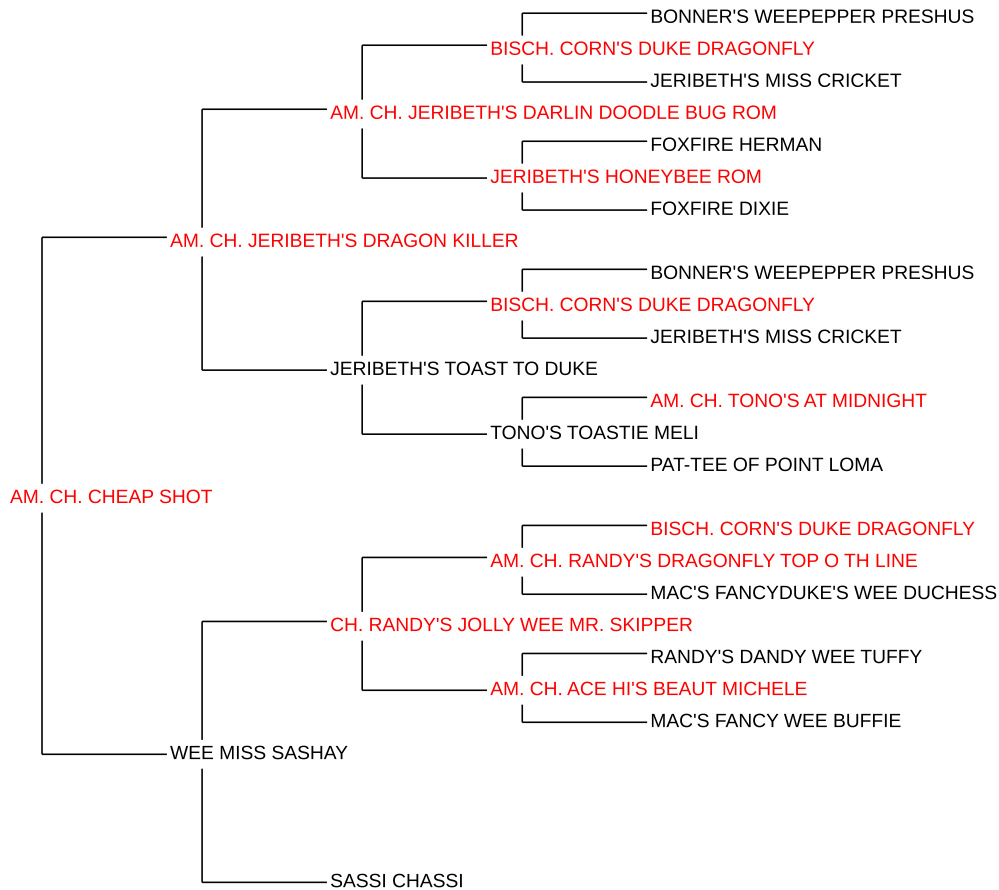 BONNER'S WEEPEPPER PRESHUS
BISCH. CORN'S DUKE DRAGONFLY
JERIBETH'S MISS CRICKET
AM. CH. JERIBETH'S DARLIN DOODLE BUG ROM
FOXFIRE HERMAN
JERIBETH'S HONEYBEE ROM
FOXFIRE DIXIE
AM. CH. JERIBETH'S DRAGON KILLER
BONNER'S WEEPEPPER PRESHUS
BISCH. CORN'S DUKE DRAGONFLY
JERIBETH'S MISS CRICKET
JERIBETH'S TOAST TO DUKE
AM. CH. TONO'S AT MIDNIGHT
TONO'S TOASTIE MELI
PAT-TEE OF POINT LOMA
AM. CH. CHEAP SHOT
BISCH. CORN'S DUKE DRAGONFLY
AM. CH. RANDY'S DRAGONFLY TOP O TH LINE
MAC'S FANCYDUKE'S WEE DUCHESS
CH. RANDY'S JOLLY WEE MR. SKIPPER
RANDY'S DANDY WEE TUFFY
AM. CH. ACE HI'S BEAUT MICHELE
MAC'S FANCY WEE BUFFIE
WEE MISS SASHAY
SASSI CHASSI